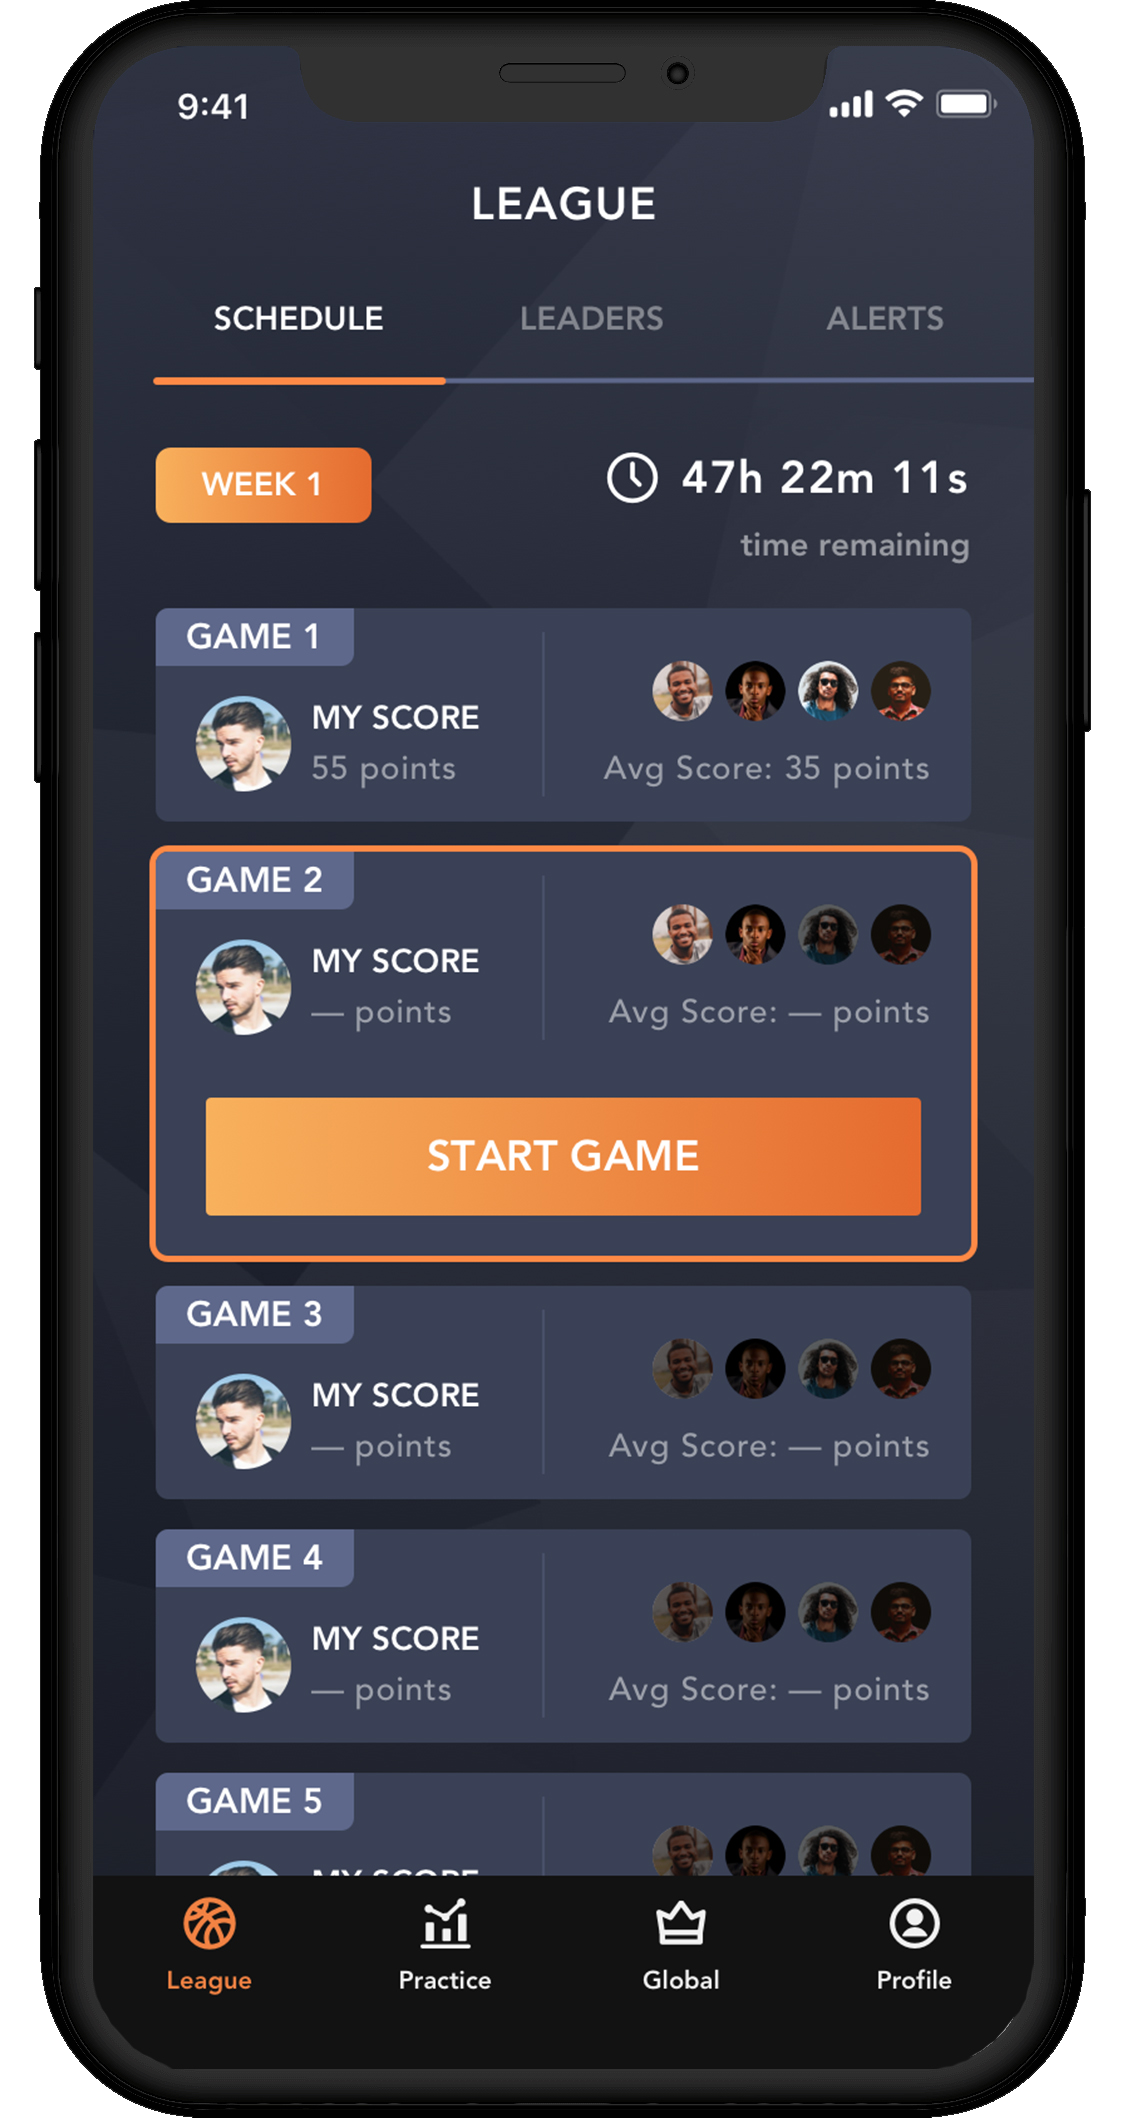 9:41
LEAGUE
SCHEDULE LEADERS ALERTS
WEEK 1
47h 22m 11s
time remaining
GAME 1
MY SCORE
55 points
Avg Score: 35 points
GAME 2
MY SCORE
— points
Avg Score: — points
START GAME
GAME 3
MY SCORE
— points
Avg Score: — points
GAME 4
MY SCORE
— points
Avg Score: — points
GAME 5
MY SCORE
League Practice Global Profile